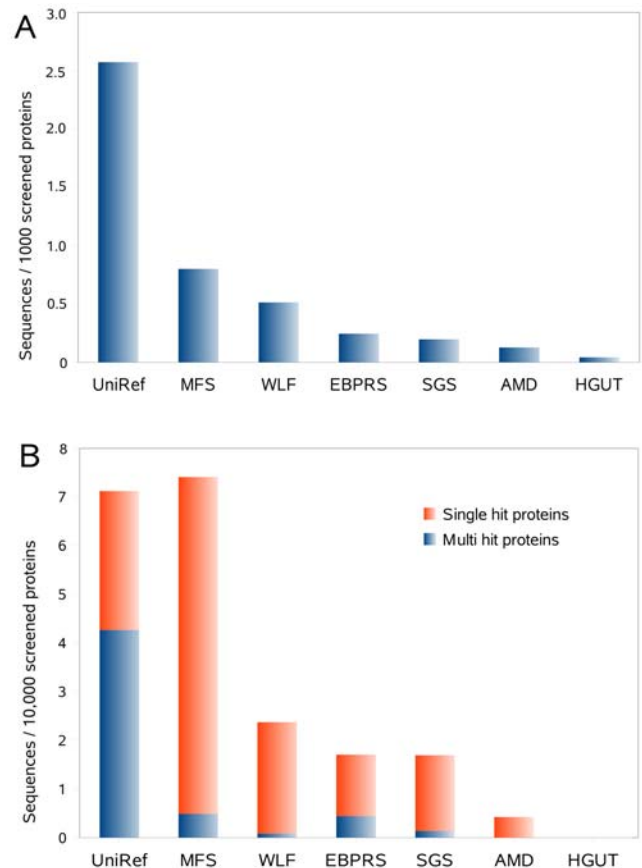 A
Sequences / 1000 screened proteins
3.0
2.5
2.0
1.5
1.0
0.5
0
UniRef MFS WLF EBPRS SGS AMD HGUT
B
Sequences / 10,000 screened proteins
8
7
6
5
4
3
2
1
0
Single hit proteins
Multi hit proteins
UniRef MFS WLF EBPRS SGS AMD HGUT